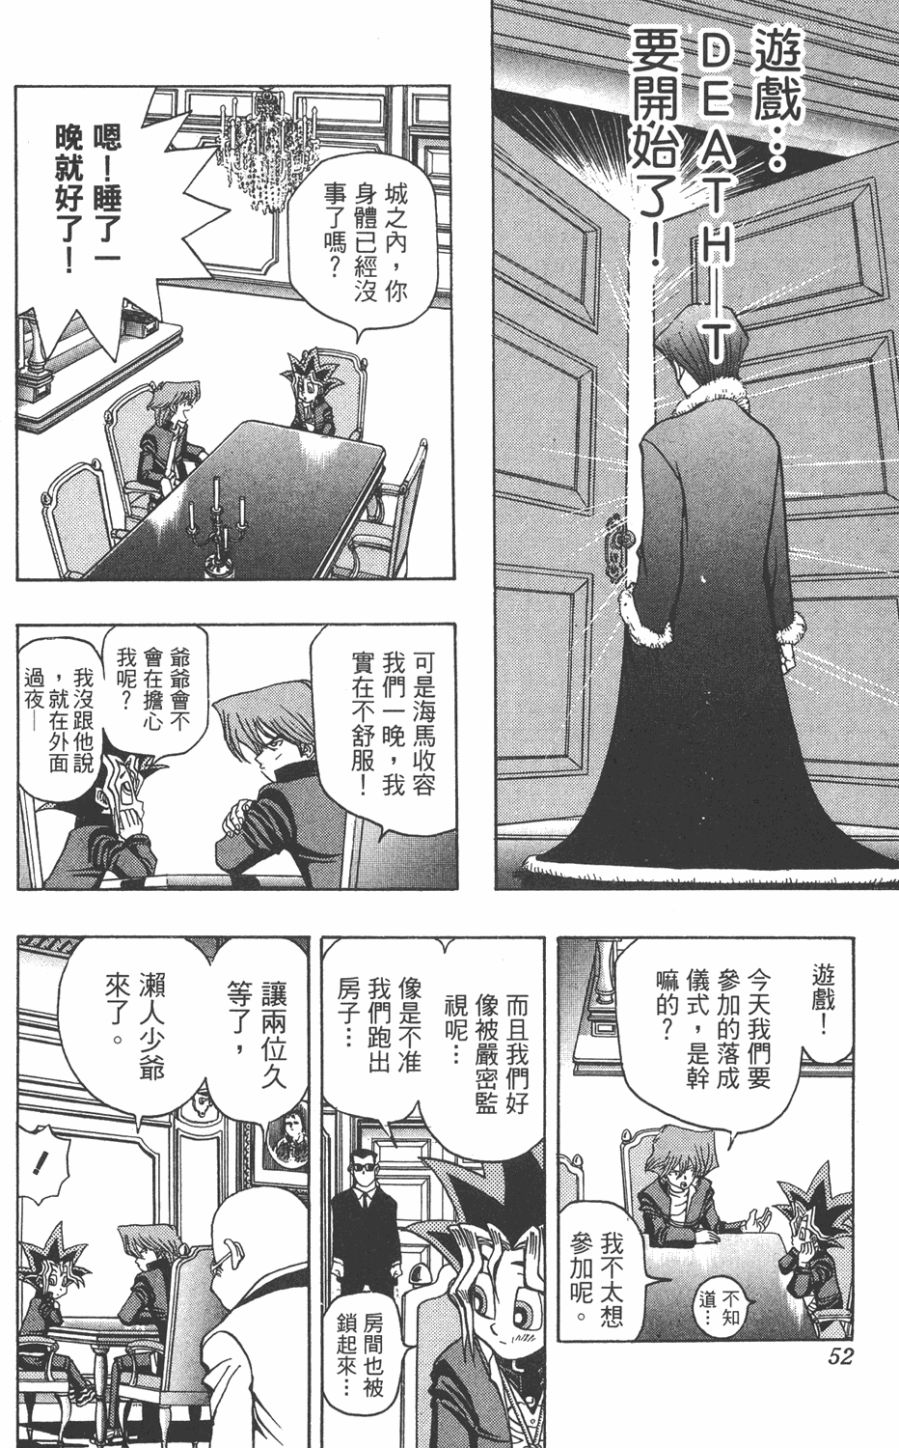 遊戲…
DEATH—T
要開始了！
城之內，你
身體已經沒
事了嗎？
嗯！睡了一
晚就好了！
可是海馬收容
我們一晚，我
實在不舒服！
爺爺會不
會在擔心
我呢？
我沒跟他說
，就在外面
過夜—
遊戲！
今天我們要
參加的落成
儀式，是幹
嘛的？
不知
道…
我不太想
參加呢。
而且我們好
像被嚴密監
視呢…
像是不准
我們跑出
房子…
房間也被
鎖起來…
讓兩位久
等了，
瀨人少爺
來了。
！
52